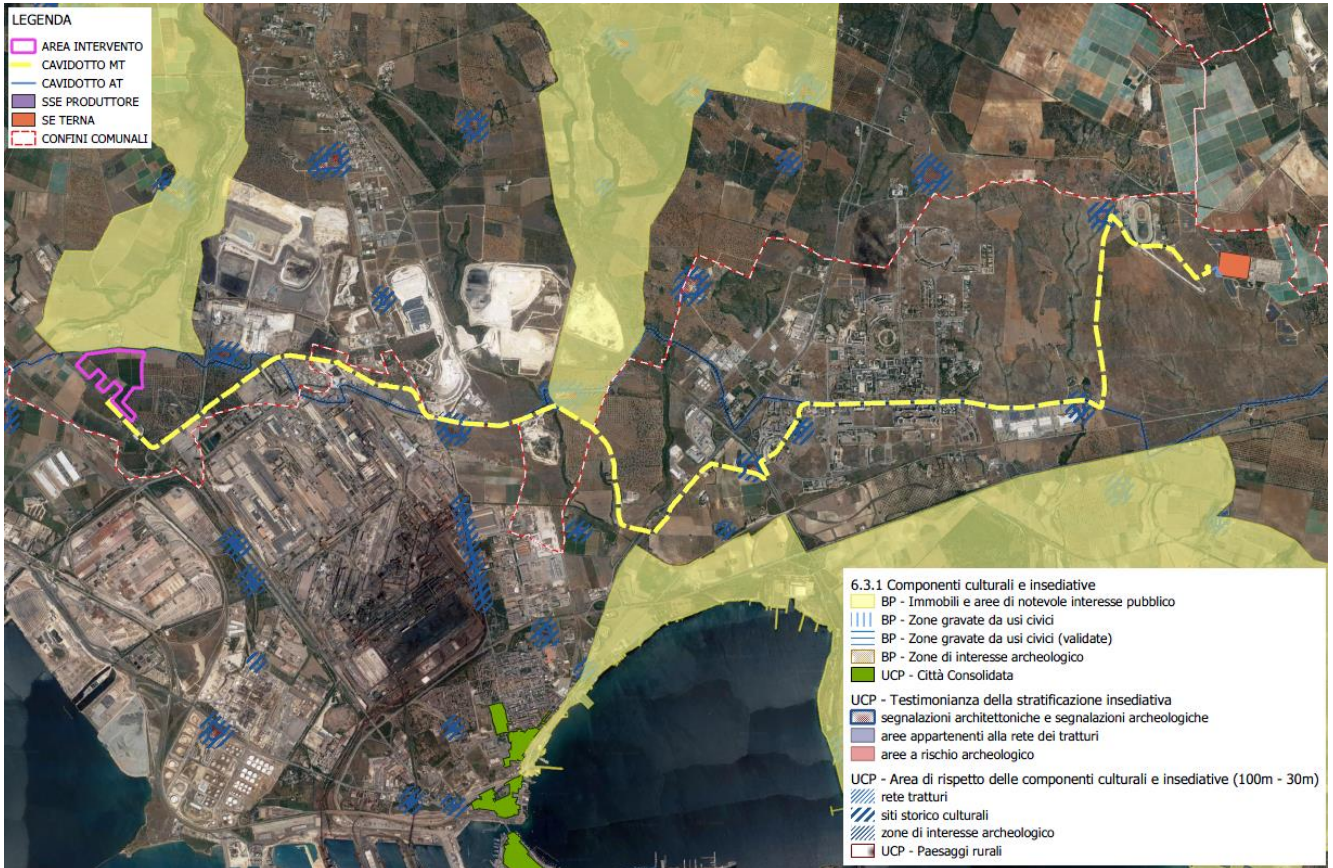 LEGENDA
AREA INTERVENTO
CAVIDOTTO MT
CAVIDOTTO AT
SSE PRODUTTORE
SE TERNA
CONFINI COMUNALI
6.3.1 Componenti culturali e insediative
BP - Immobili e aree di notevole interesse pubblico
BP - Zone gravate da usi civici
BP - Zone gravate da usi civici (validate)
BP - Zone di interesse archeologico
UCP - Città Consolidata
UCP - Testimonianza della stratificazione insediativa
segnalazioni architettoniche e segnalazioni archeologiche
aree appartenenti alla rete dei tratturi
aree a rischio archeologico
UCP - Area di rispetto delle componenti culturali e insediative (100m - 30m)
rete tratturi
siti storico culturali
zone di interesse archeologico
UCP - Paesaggi rurali